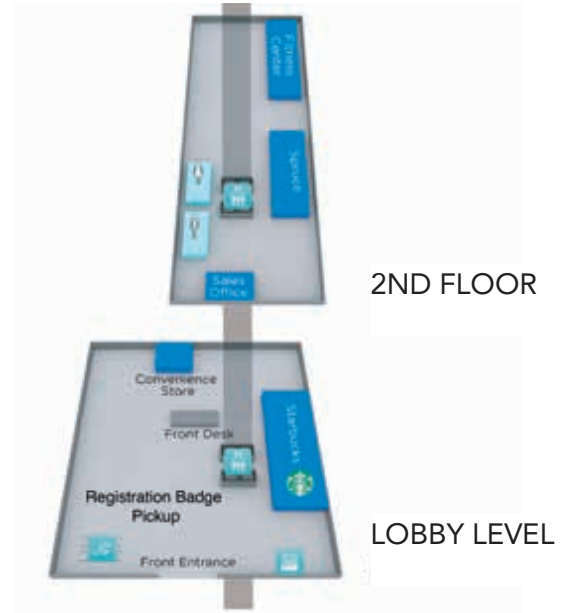 Fitness
Center
Spruce
Sales
Office
2ND FLOOR
Convenience
Store
Front Desk
Starbucks
Registration Badge
Pickup
Front Entrance
LOBBY LEVEL